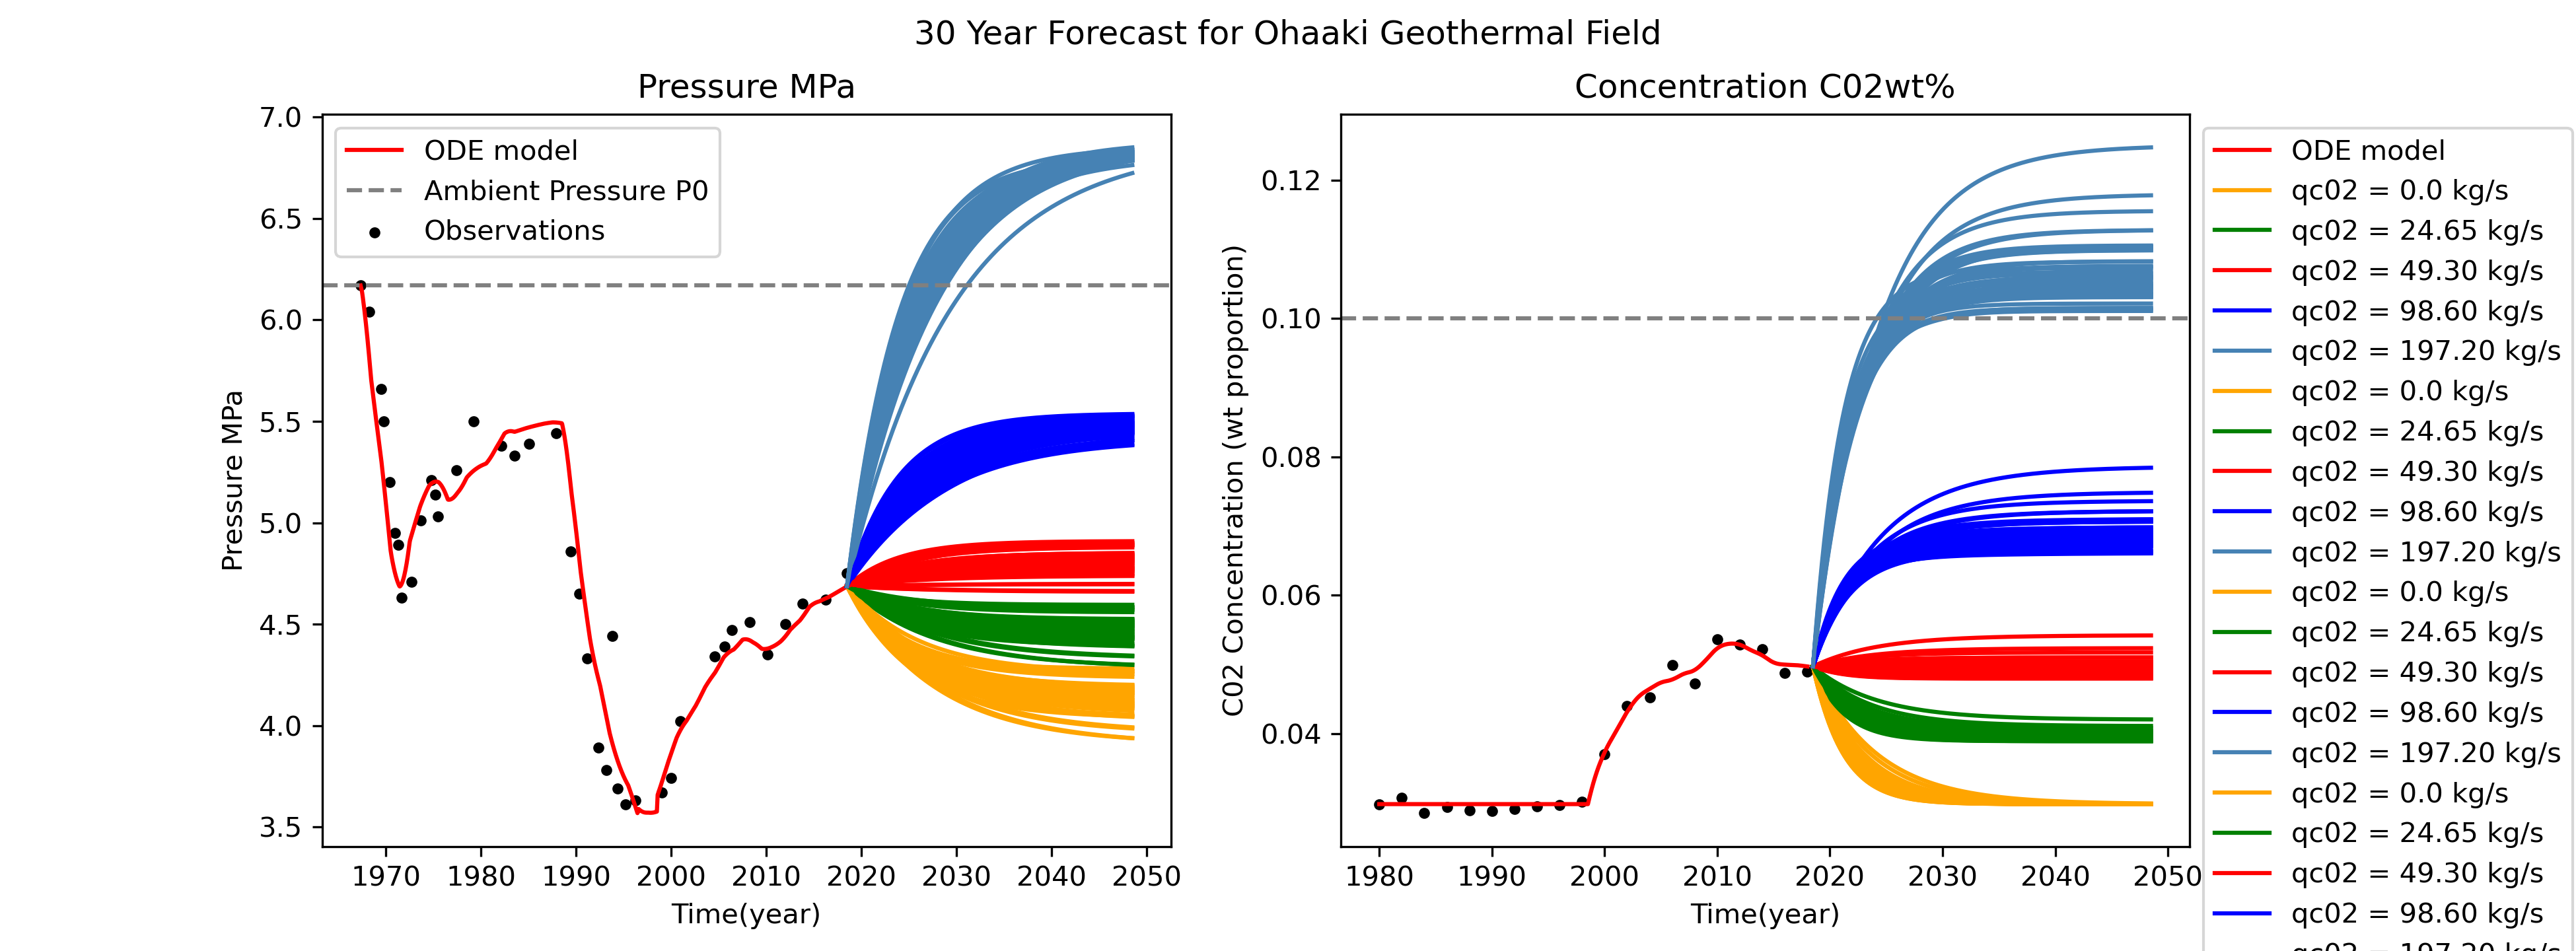 30 Year Forecast for Ohaaki Geothermal Field
Pressure MPa
7.0
6.5
6.0
5.5
5.0
4.5
4.0
3.5
Pressure MPa
ODE model
Ambient Pressure P0
Observations
1970 1980 1990 2000 2010 2020 2030 2040 2050
Time(year)
Concentration C02wt%
0.12
0.10
0.08
0.06
0.04
C02 Concentration (wt proportion)
1980 1990 2000 2010 2020 2030 2040 2050
Time(year)
ODE model
qc02 = 0.0 kg/s
qc02 = 24.65 kg/s
qc02 = 49.30 kg/s
qc02 = 98.60 kg/s
qc02 = 197.20 kg/s
qc02 = 0.0 kg/s
qc02 = 24.65 kg/s
qc02 = 49.30 kg/s
qc02 = 98.60 kg/s
qc02 = 197.20 kg/s
qc02 = 0.0 kg/s
qc02 = 24.65 kg/s
qc02 = 49.30 kg/s
qc02 = 98.60 kg/s
qc02 = 197.20 kg/s
qc02 = 0.0 kg/s
qc02 = 24.65 kg/s
qc02 = 49.30 kg/s
qc02 = 98.60 kg/s